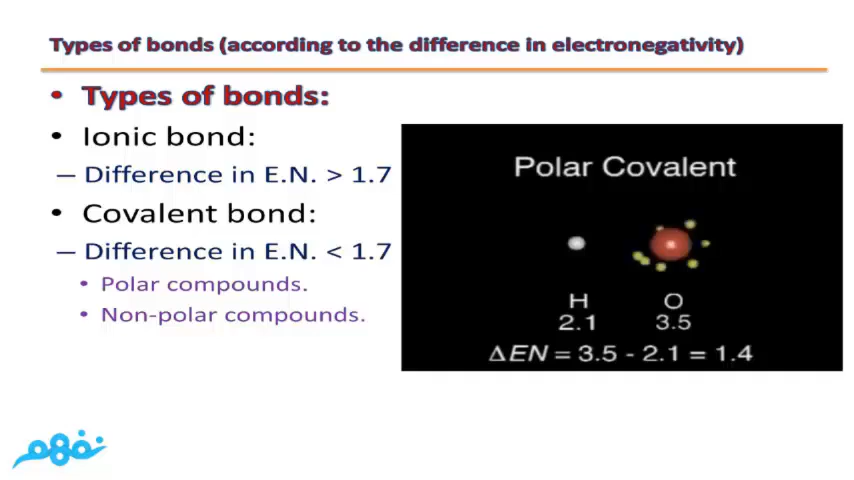 Types of bonds (according to the difference in electronegativity)
• Types of bonds:
• Ionic bond:
– Difference in E.N. > 1.7
• Covalent bond:
– Difference in E.N. < 1.7
• Polar compounds.
• Non-polar compounds.
Polar Covalent
H O
2.1 3.5
ΔEN = 3.5 - 2.1 = 1.4
نفهم